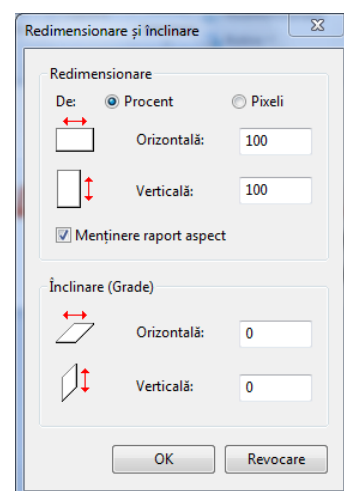 Redimensionare și înclinare
Redimensionare
De: Procent Pixeli
Orizontală: 100
Verticală: 100
Menținere raport aspect
Înclinare (Grade)
Orizontală: 0
Verticală: 0
OK Revocare